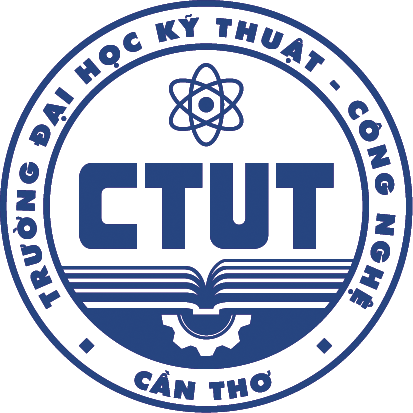 TRƯỜNG ĐẠI HỌC KỸ THUẬT - CÔNG NGHỆ
CTUT
CẦN THƠ